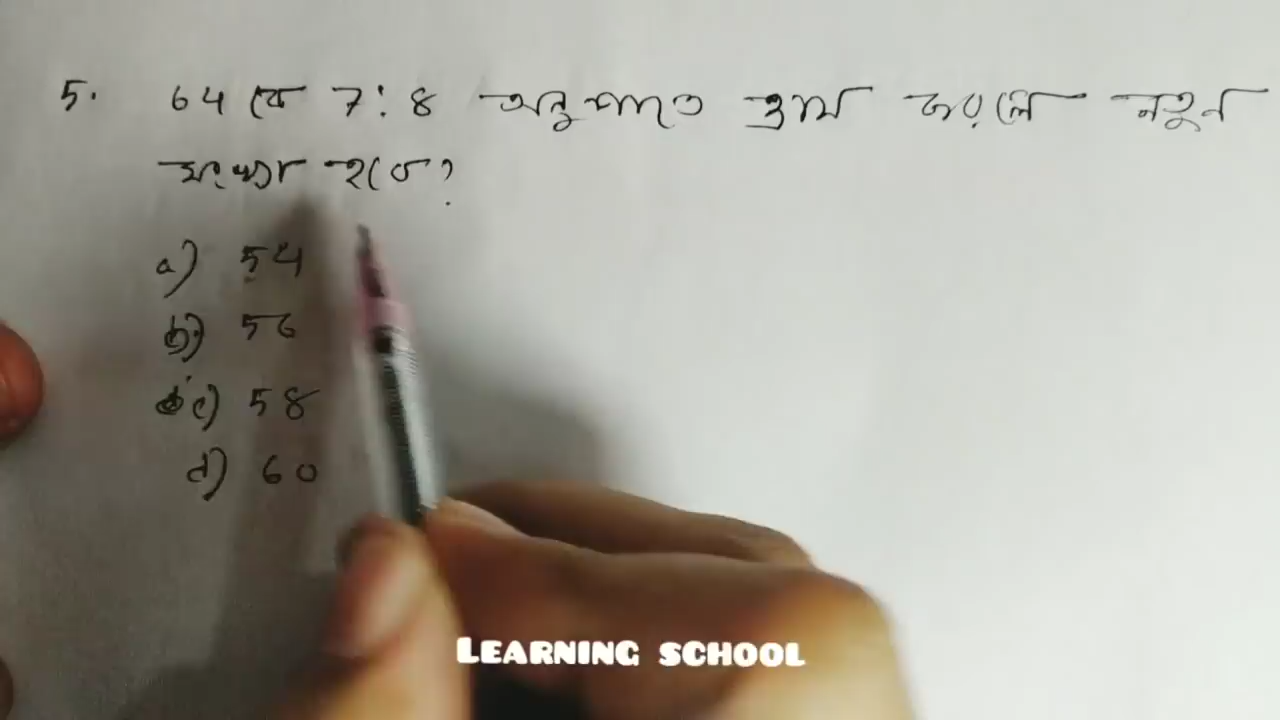 5. 64 কে 7:8 অনুপাতে হ্রাস করলে নতুন
সংখ্যা হবে?
a) 54
b) 56
c) 58
d) 60
LEARNING SCHOOL